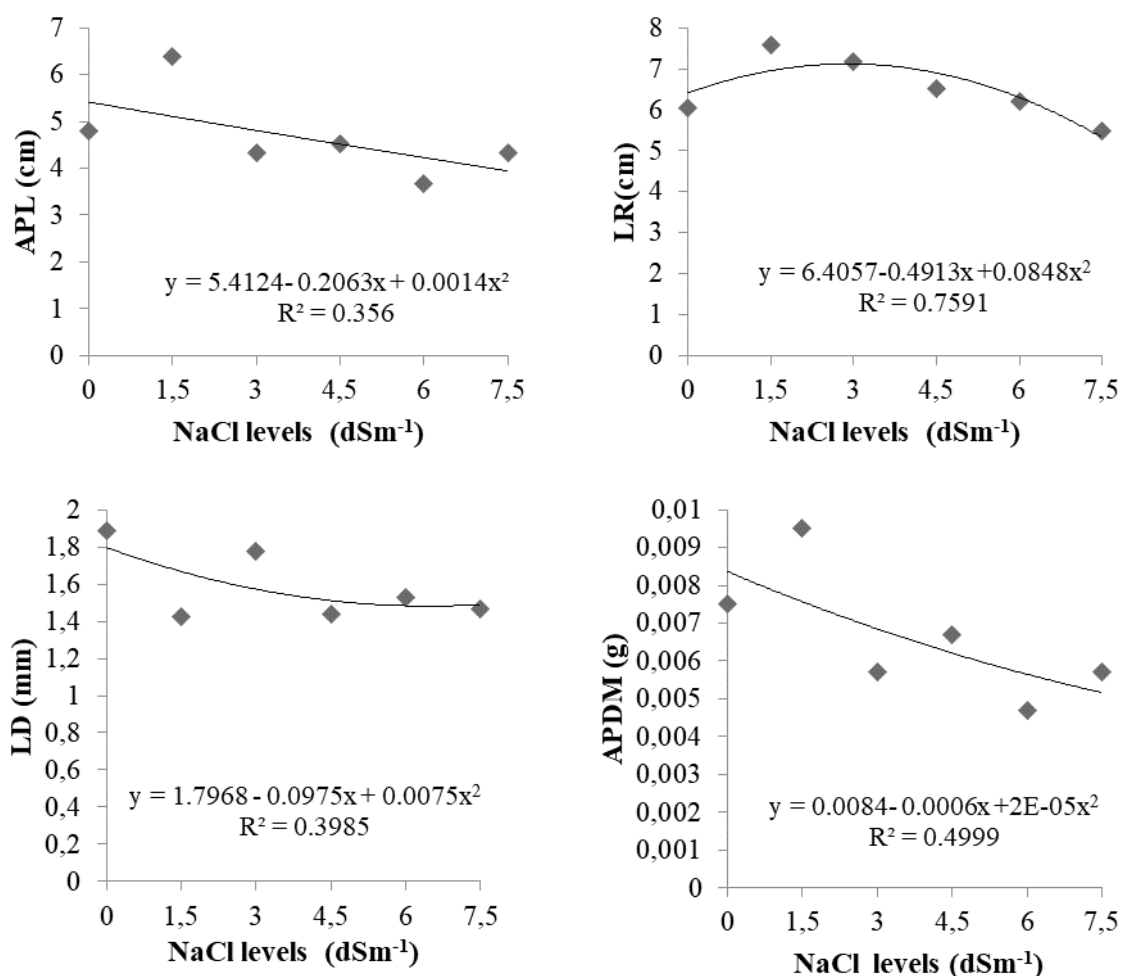 7
6
5
4
3
2
1
0
APL (cm)
y = 5.4124- 0.2063x + 0.0014x²
R² = 0.356
0 1,5 3 4,5 6 7,5
NaCl levels (dSm⁻¹)
8
7
6
5
4
3
2
1
0
LR(cm)
y = 6.4057-0.4913x +0.0848x²
R² = 0.7591
0 1,5 3 4,5 6 7,5
NaCl levels (dSm⁻¹)
2
1,8
1,6
1,4
1,2
1
0,8
0,6
0,4
0,2
0
LD (mm)
y = 1.7968 - 0.0975x + 0.0075x²
R² = 0.3985
0 1,5 3 4,5 6 7,5
NaCl levels (dSm⁻¹)
0,01
0,009
0,008
0,007
0,006
0,005
0,004
0,003
0,002
0,001
0
APDM (g)
y = 0.0084- 0.0006x +2E-05x²
R² = 0.4999
0 1,5 3 4,5 6 7,5
NaCl levels (dSm⁻¹)